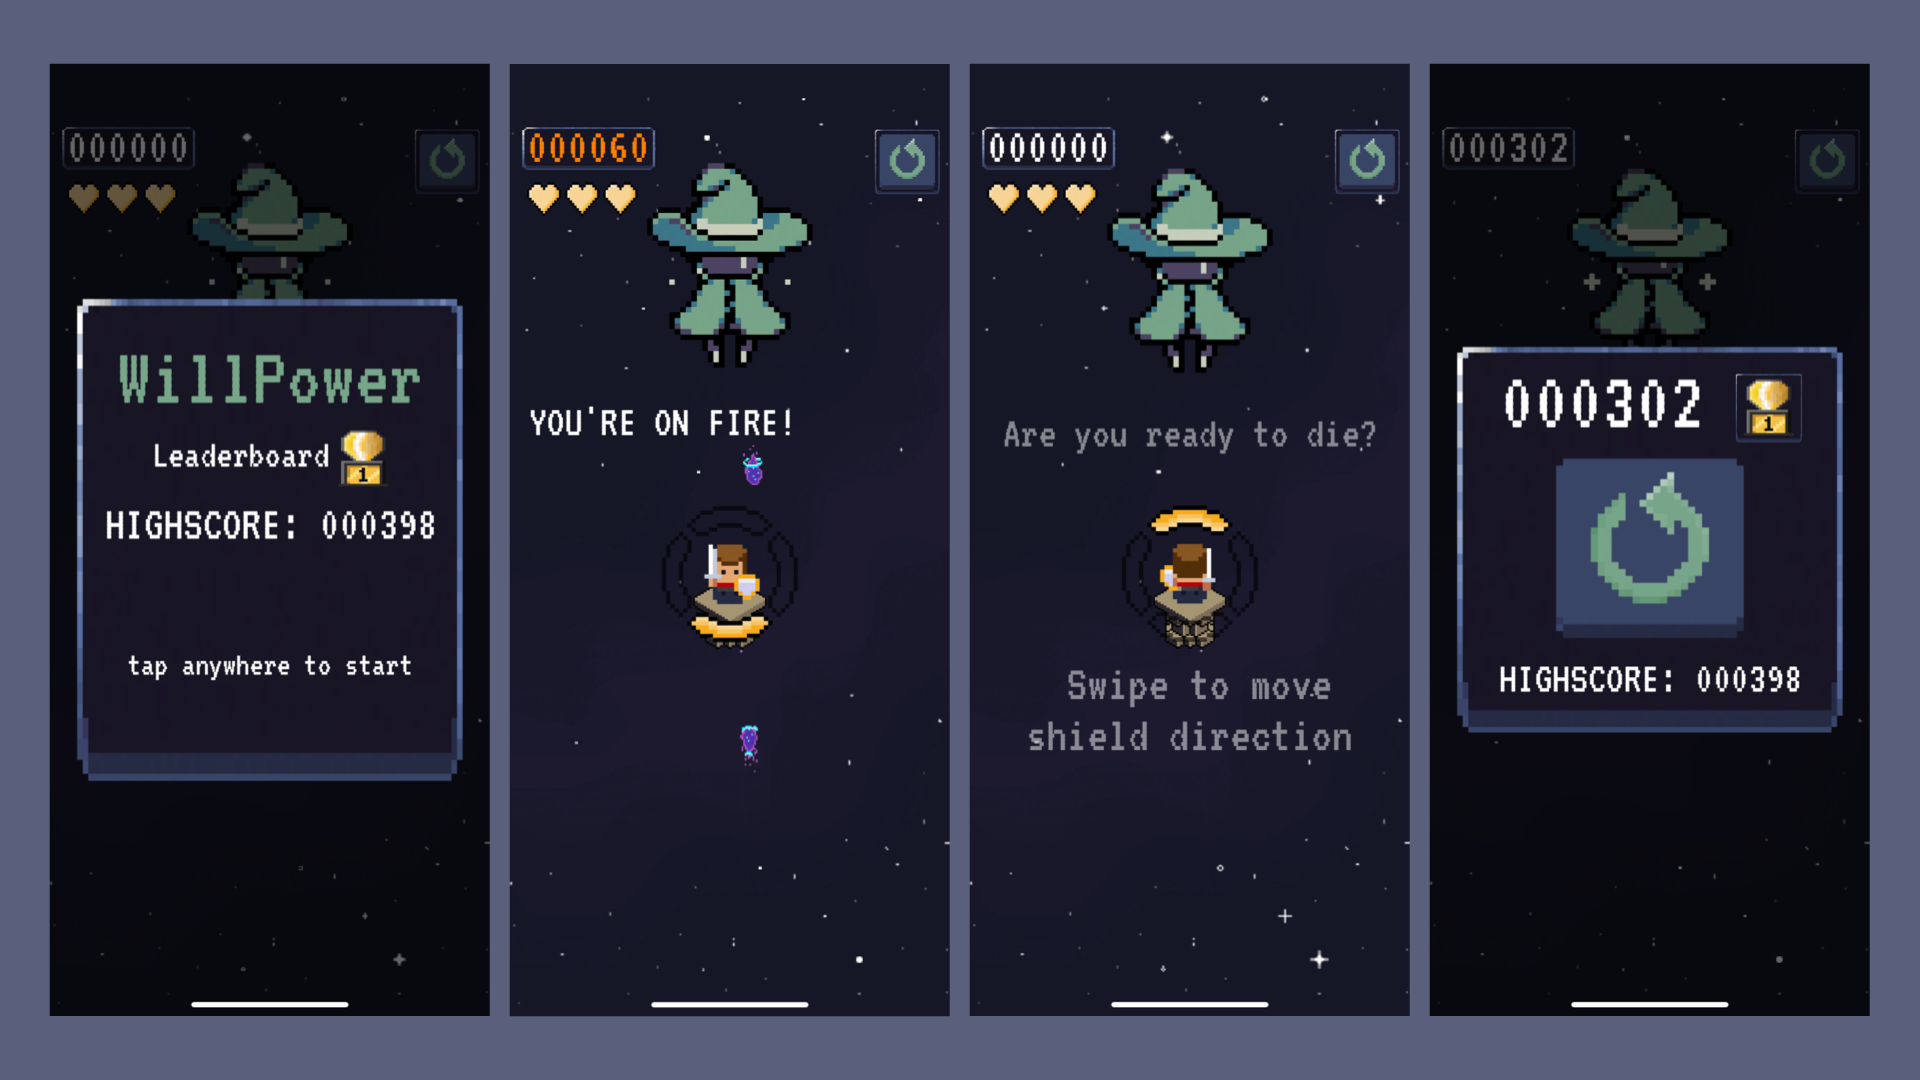 000000
WillPower
Leaderboard
1
HIGHSCORE: 000398
tap anywhere to start
000060
YOU'RE ON FIRE!
000000
Are you ready to die?
Swipe to move
shield direction
000302
000302
1
HIGHSCORE: 000398